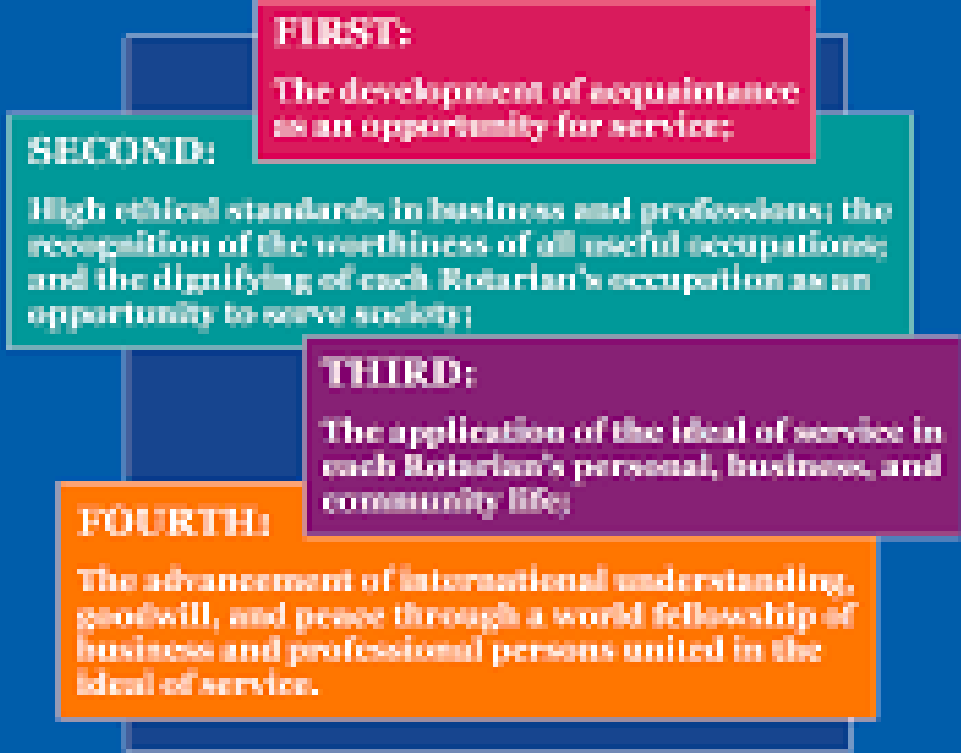 FIRST:
The development of acquaintance
as an opportunity for service;
SECOND:
High ethical standards in business and professions; the
recognition of the worthiness of all useful occupations;
and the dignifying of each Rotarian's occupation as an
opportunity to serve society;
THIRD:
The application of the ideal of service in
each Rotarian's personal, business, and
community life;
FOURTH:
The advancement of international understanding,
goodwill, and peace through a world fellowship of
business and professional persons united in the
ideal of service.